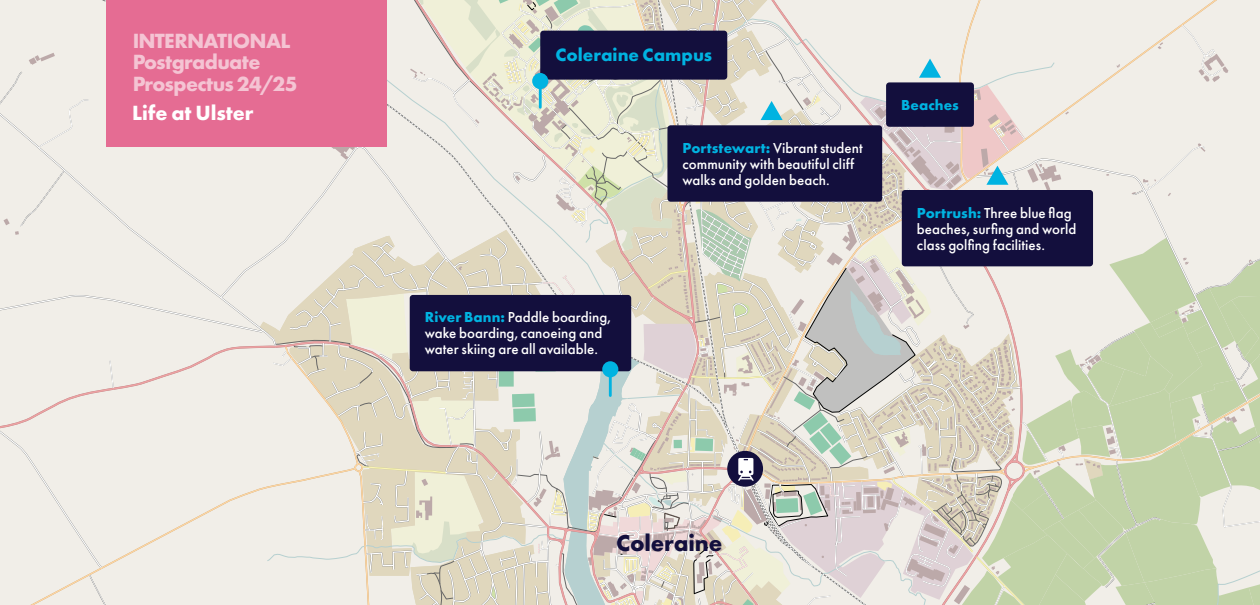 INTERNATIONAL
Postgraduate
Prospectus 24/25
Life at Ulster
Coleraine Campus
Beaches
Portstewart: Vibrant student
community with beautiful cliff
walks and golden beach.
Portrush: Three blue flag
beaches, surfing and world
class golfing facilities.
River Bann: Paddle boarding,
wake boarding, canoeing and
water skiing are all available.
Coleraine